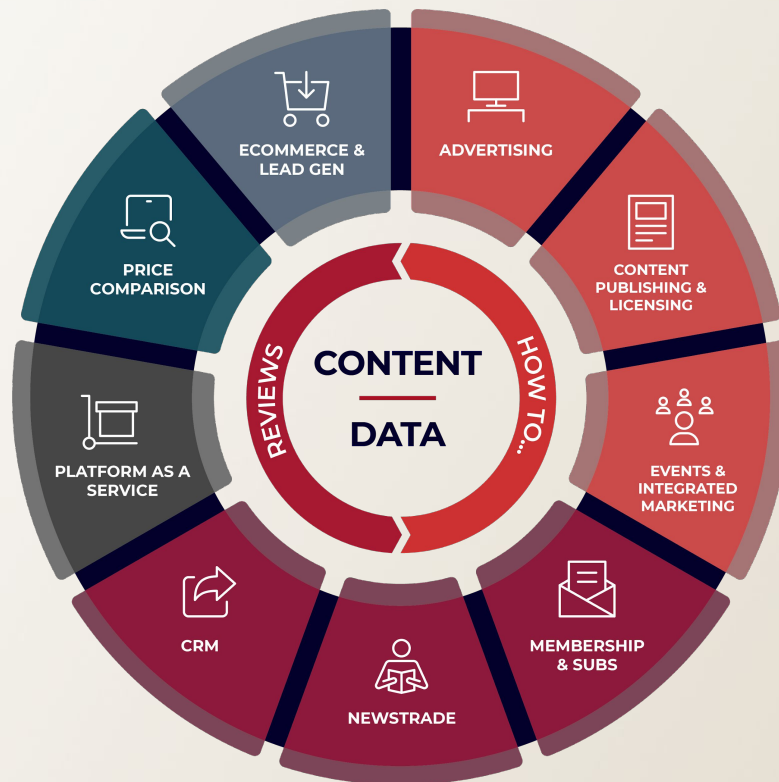 ECOMMERCE &
LEAD GEN
ADVERTISING
PRICE
COMPARISON
CONTENT
PUBLISHING &
LICENSING
REVIEWS
CONTENT
DATA
HOW TO...
PLATFORM AS A
SERVICE
EVENTS &
INTEGRATED
MARKETING
CRM
NEWSTRADE
MEMBERSHIP
& SUBS